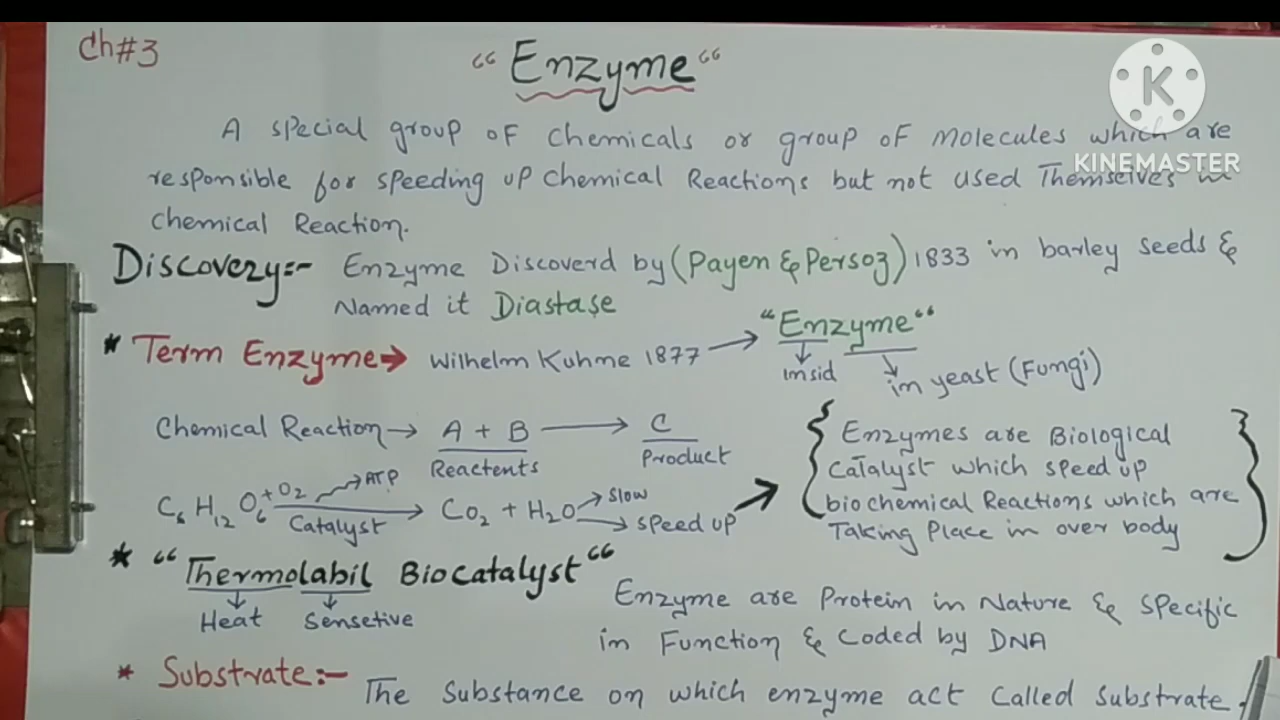 Ch#3
"Enzyme"
K
KINEMASTER
A special group of chemicals or group of molecules which are
responsible for speeding up chemical Reactions but not used Themselves in
chemical Reaction.
Discovery:- Enzyme Discoverd by (Payen & Persoz) 1833 in barley seeds &
Named it Diastase
* Term Enzyme→ Wilhelm Kuhme 1877 → "Enzyme"
insid in yeast (Fungi)
Chemical Reaction → A + B → C
Reactents Product
C6 H12 O6 + O2 → CO2 + H2O → Slow
ATP
Catalyst
→ speed up →
{Enzymes are Biological
Catalyst which speed up
biochemical Reactions which are
Taking Place in over body}
* "Thermolabil Biocatalyst"
Heat Sensetive
Enzyme are Protein in Nature & specific
in Function & Coded by DNA
* Substrate:-
The substance on which enzyme act called substrate.